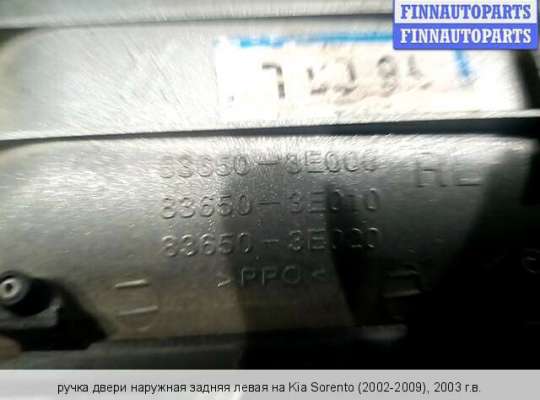 FINNAUTOPARTS
FINNAUTOPARTS
83650-3E000
RL
83650-3E010
83650-3E020
>PPO<
ручка двери наружная задняя левая на Kia Sorento (2002-2009), 2003 г.в.